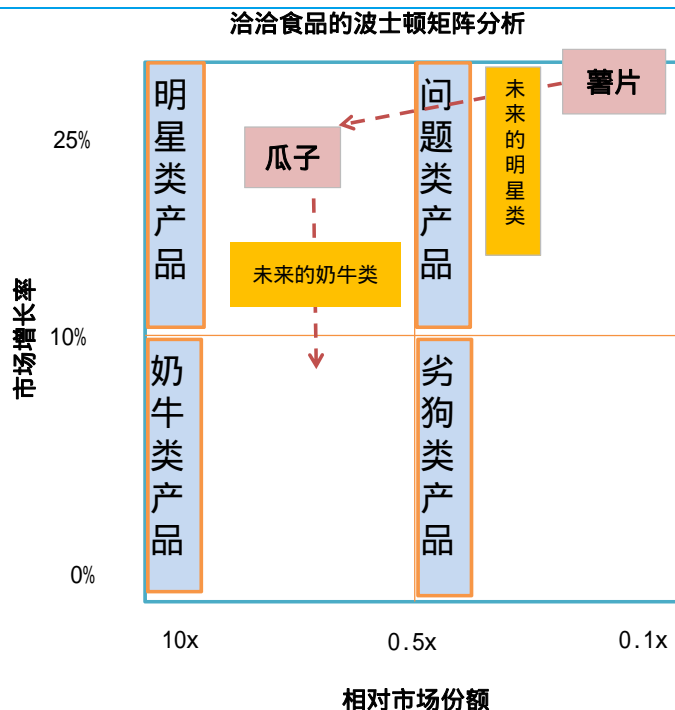 洽洽食品的波士顿矩阵分析
明星类产品
问题类产品
未来的明星类
薯片
25%
瓜子
未来的奶牛类
市场增长率
10%
奶牛类产品
劣狗类产品
0%
10x
0.5x
0.1x
相对市场份额